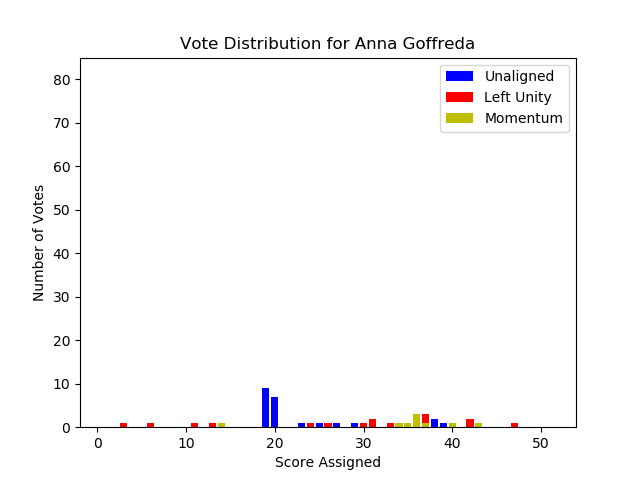 Vote Distribution for Anna Goffreda
Unaligned
Left Unity
Momentum
Number of Votes
80
70
60
50
40
30
20
10
0
0 10 20 30 40 50
Score Assigned